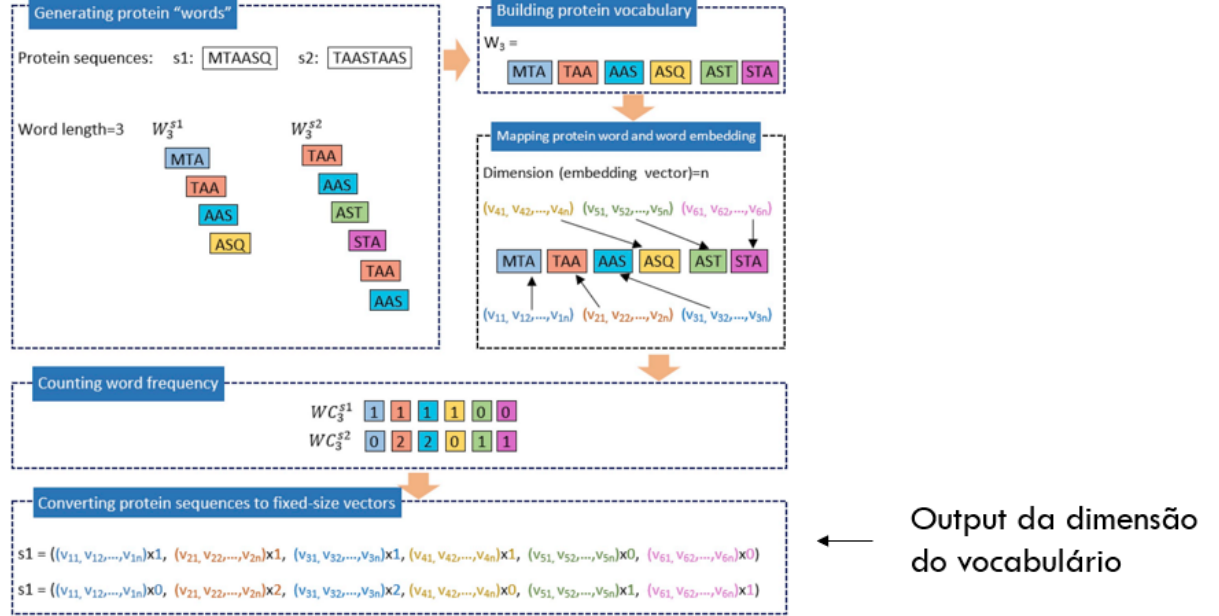 Generating protein “words”
Protein sequences: s1: MTAASQ s2: TAASTAAS
Word length=3 W₃ˢ¹ W₃ˢ²
MTA TAA
TAA AAS
AAS AST
ASQ STA
TAA
AAS
Building protein vocabulary
W₃ =
MTA TAA AAS ASQ AST STA
Mapping protein word and word embedding
Dimension (embedding vector)=n
(v₄₁, v₄₂,...,v₄ₙ) (v₅₁, v₅₂,...,v₅ₙ) (v₆₁, v₆₂,...,v₆ₙ)
MTA TAA AAS ASQ AST STA
(v₁₁, v₁₂,...,v₁ₙ) (v₂₁, v₂₂,...,v₂ₙ) (v₃₁, v₃₂,...,v₃ₙ)
Counting word frequency
WC₃ˢ¹ 1 1 1 1 0 0
WC₃ˢ² 0 2 2 0 1 1
Converting protein sequences to fixed-size vectors
s1 = ((v₁₁, v₁₂,...,v₁ₙ)x1, (v₂₁, v₂₂,...,v₂ₙ)x1, (v₃₁, v₃₂,...,v₃ₙ)x1, (v₄₁, v₄₂,...,v₄ₙ)x1, (v₅₁, v₅₂,...,v₅ₙ)x0, (v₆₁, v₆₂,...,v₆ₙ)x0)
s1 = ((v₁₁, v₁₂,...,v₁ₙ)x0, (v₂₁, v₂₂,...,v₂ₙ)x2, (v₃₁, v₃₂,...,v₃ₙ)x2, (v₄₁, v₄₂,...,v₄ₙ)x0, (v₅₁, v₅₂,...,v₅ₙ)x1, (v₆₁, v₆₂,...,v₆ₙ)x1)
Output da dimensão
do vocabulário